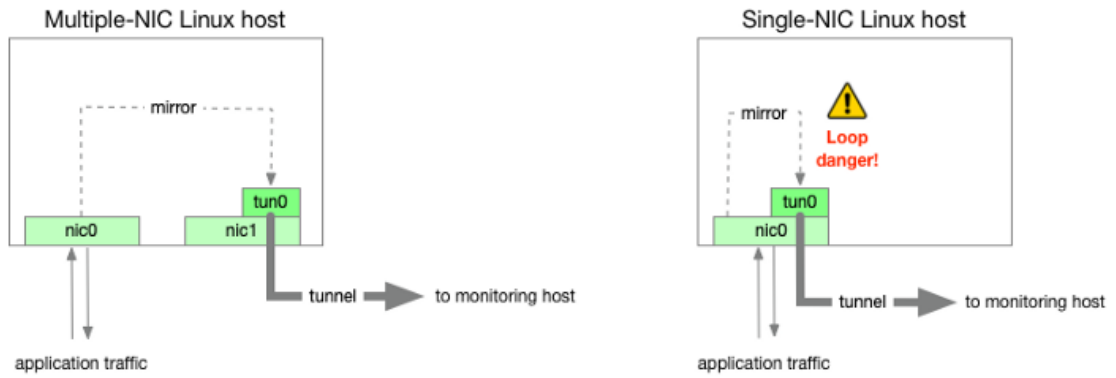 Multiple-NIC Linux host
mirror
tun0
nic0
nic1
tunnel
to monitoring host
application traffic
Single-NIC Linux host
mirror
Loop
danger!
tun0
nic0
tunnel
to monitoring host
application traffic